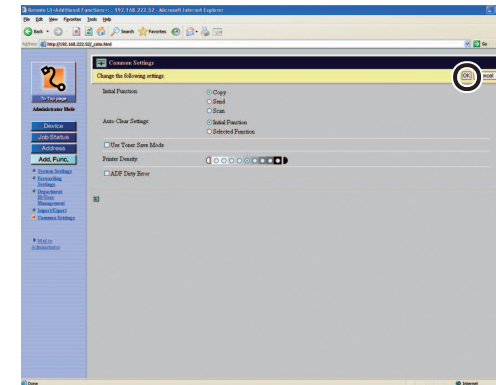 Remote UI <Additional Functions> : 192.168.222.52 - Microsoft Internet Explorer
File Edit View Favorites Tools Help
Back Search Favorites
Address http://192.168.222.52/
Common Settings
Change the following settings.
OK
To Top page
Administrator Mode
Device
Job Status
Address
Add. Func.
System Settings
Forwarding
Settings
Department
ID/User
Management
Import/Export
Common Settings
Mail to
Administrator
Initial Function:
Copy
Send
Scan
Auto Clear Settings:
Initial Function
Selected Function
Use Toner Save Mode
Printer Density:
ADF Dirty Error
Done
Internet